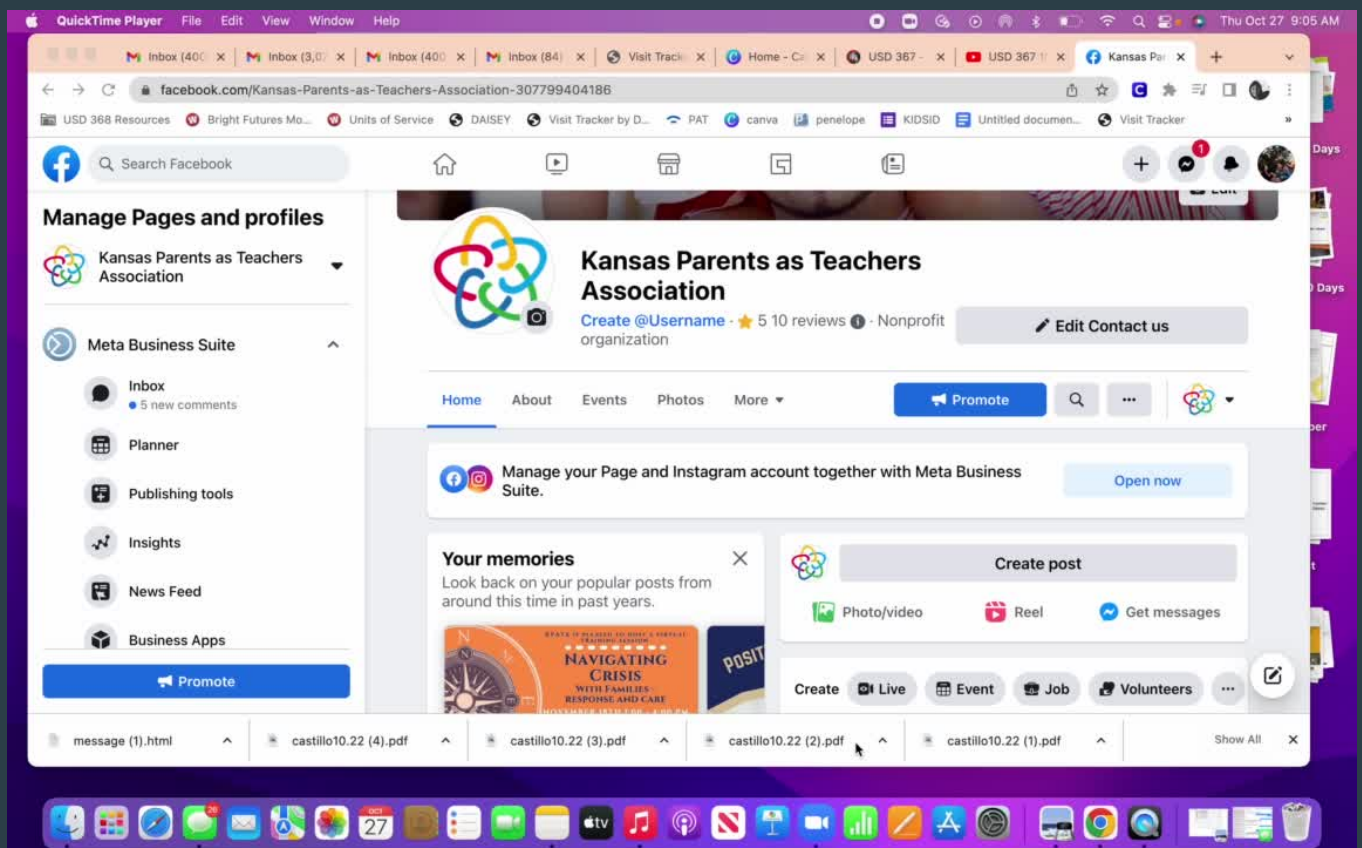 QuickTime Player File Edit View Window Help Thu Oct 27 9:05 AM
Inbox (400 Inbox (3,07 Inbox (400 Inbox (84) Visit Track Home - Ca USD 367 - USD 367 Kansas Par
facebook.com/Kansas-Parents-as-Teachers-Association-307799404186
USD 368 Resources Bright Futures Mo... Units of Service DAISEY Visit Tracker by D... PAT canva penelope KIDSID Untitled documen... Visit Tracker »
Days
Search Facebook
1
Edit
Manage Pages and profiles
Kansas Parents as Teachers
Association
Kansas Parents as Teachers
Association
Create @Username · 5 10 reviews · Nonprofit
organization
Edit Contact us
Days
Meta Business Suite
Inbox
5 new comments
Home About Events Photos More Promote
Planner
Publishing tools
Manage your Page and Instagram account together with Meta Business
Suite.
Open now
Insights
News Feed
Business Apps
Promote
Your memories
Look back on your popular posts from
around this time in past years.
NAVIGATING
CRISIS
WITH FAMILIES
RESPONSE AND CARE
POSIT
Create post
Photo/video Reel Get messages
Create Live Event Job Volunteers
message (1).html castillo10.22 (4).pdf castillo10.22 (3).pdf castillo10.22 (2).pdf castillo10.22 (1).pdf Show All
26
OCT
27
tv